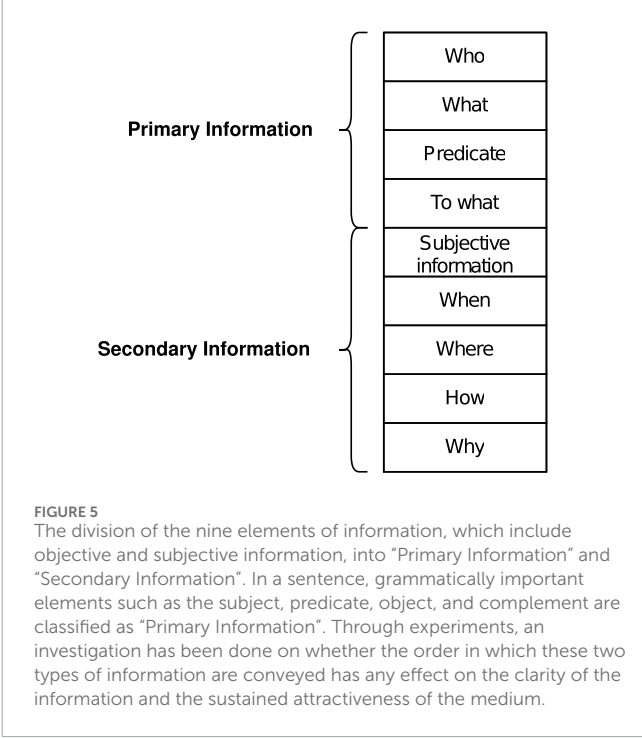 Who
What
Primary Information
Predicate
To what
Subjective
information
When
Secondary Information
Where
How
Why
FIGURE 5
The division of the nine elements of information, which include
objective and subjective information, into “Primary Information” and
“Secondary Information”. In a sentence, grammatically important
elements such as the subject, predicate, object, and complement are
classified as “Primary Information”. Through experiments, an
investigation has been done on whether the order in which these two
types of information are conveyed has any effect on the clarity of the
information and the sustained attractiveness of the medium.